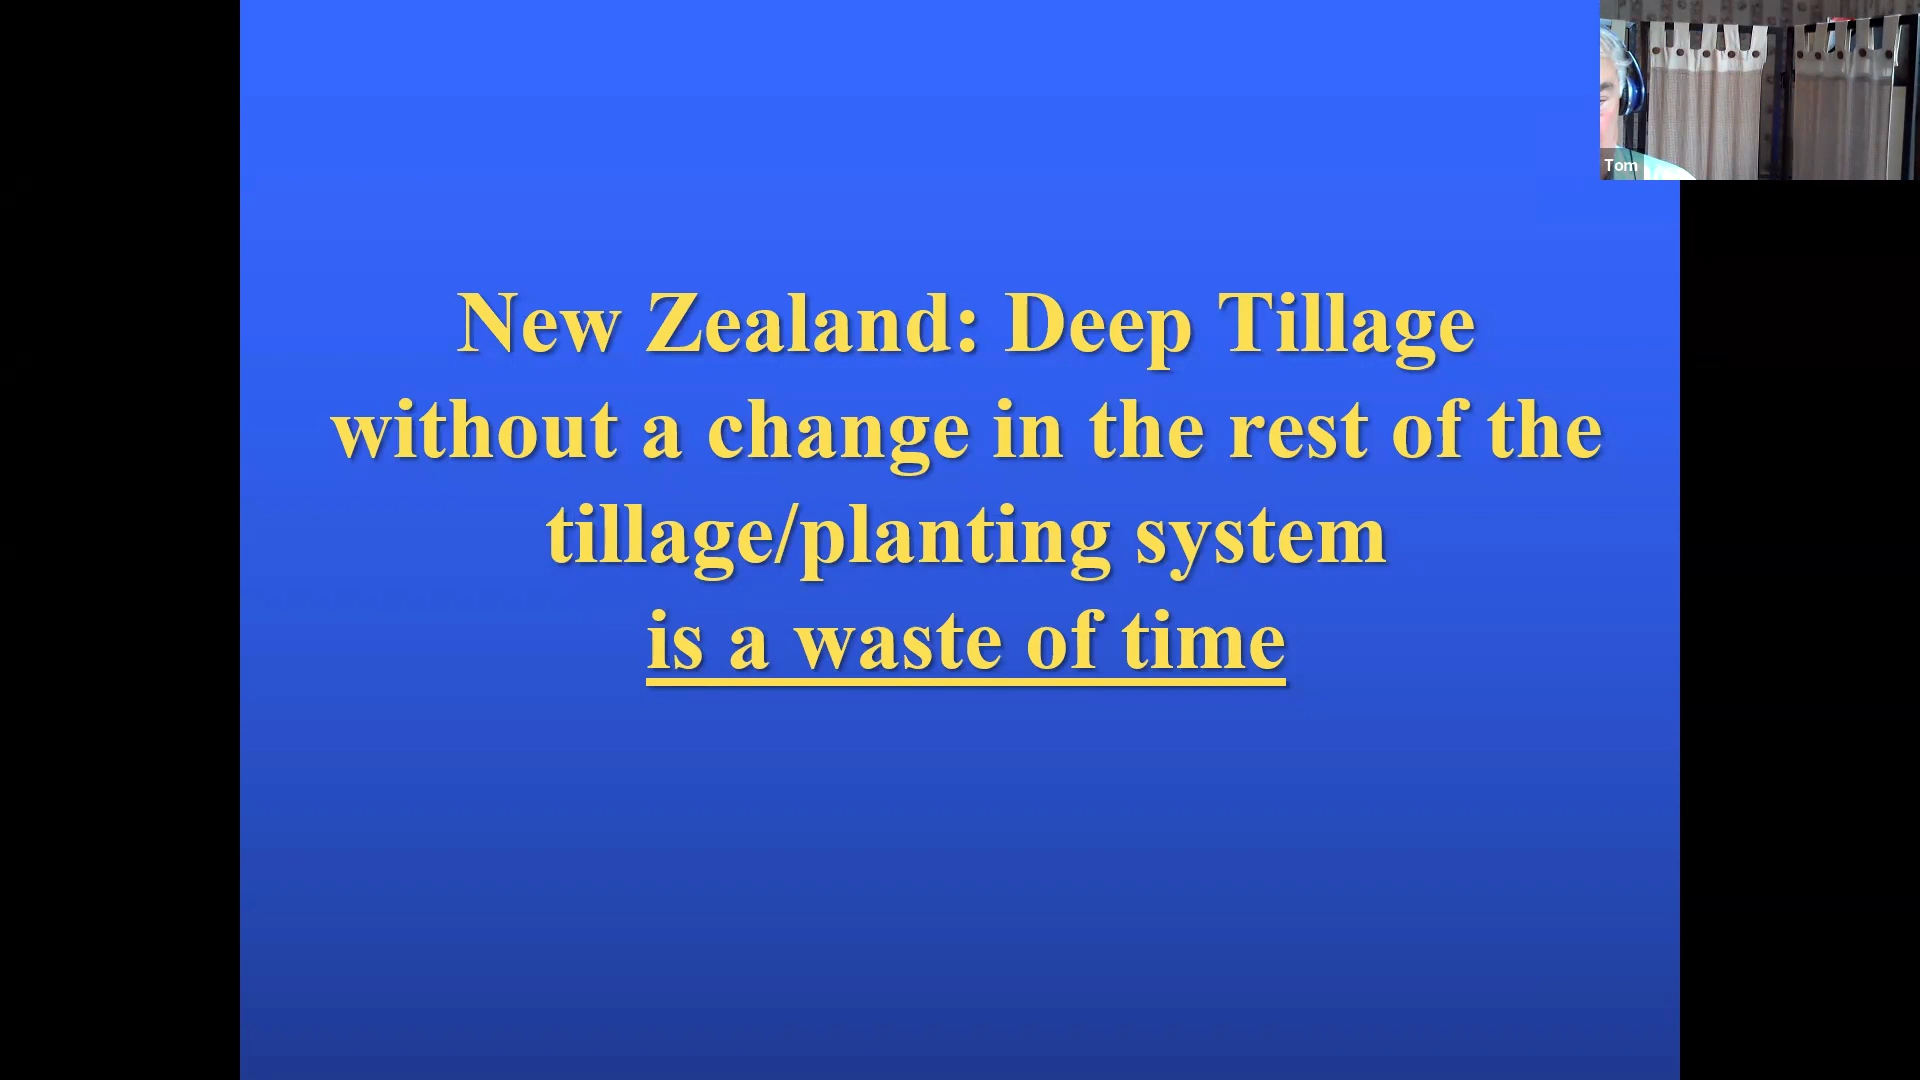 New Zealand: Deep Tillage
without a change in the rest of the
tillage/planting system
is a waste of time
Tom